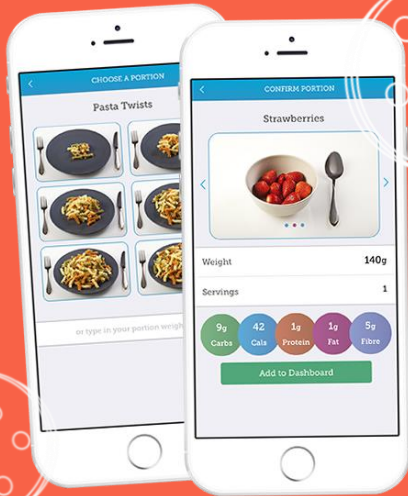 CHOOSE A PORTION
Pasta Twists
or type in your portion
CONFIRM PORTION
Strawberries
Weight 140g
Servings 1
9g 42 1g 1g 5g
Carbs Cals Protein Fat Fibre
Add to Dashboard